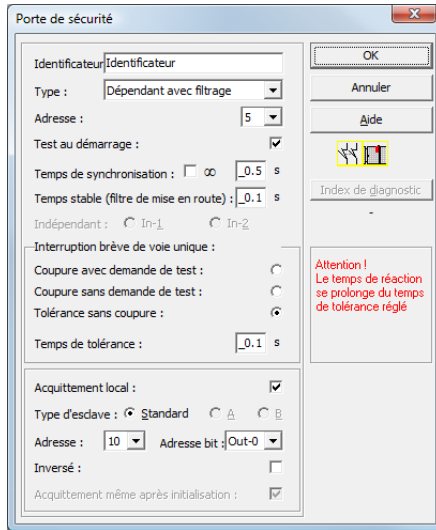 Porte de sécurité
Identificateur Identificateur
Type : Dépendant avec filtrage
Adresse : 5
Test au démarrage :
Temps de synchronisation : ∞ _0.5 s
Temps stable (filtre de mise en route) : _0.1 s
Indépendant : In-1 In-2
Interruption brève de voie unique :
Coupure avec demande de test :
Coupure sans demande de test :
Tolérance sans coupure :
Temps de tolérance : _0.1 s
Acquittement local :
Type d'esclave : Standard A B
Adresse : 10 Adresse bit : Out-0
Inversé :
Acquittement même après initialisation :
OK
Annuler
Aide
Index de diagnostic
-
Attention !
Le temps de réaction
se prolonge du temps
de tolérance réglé